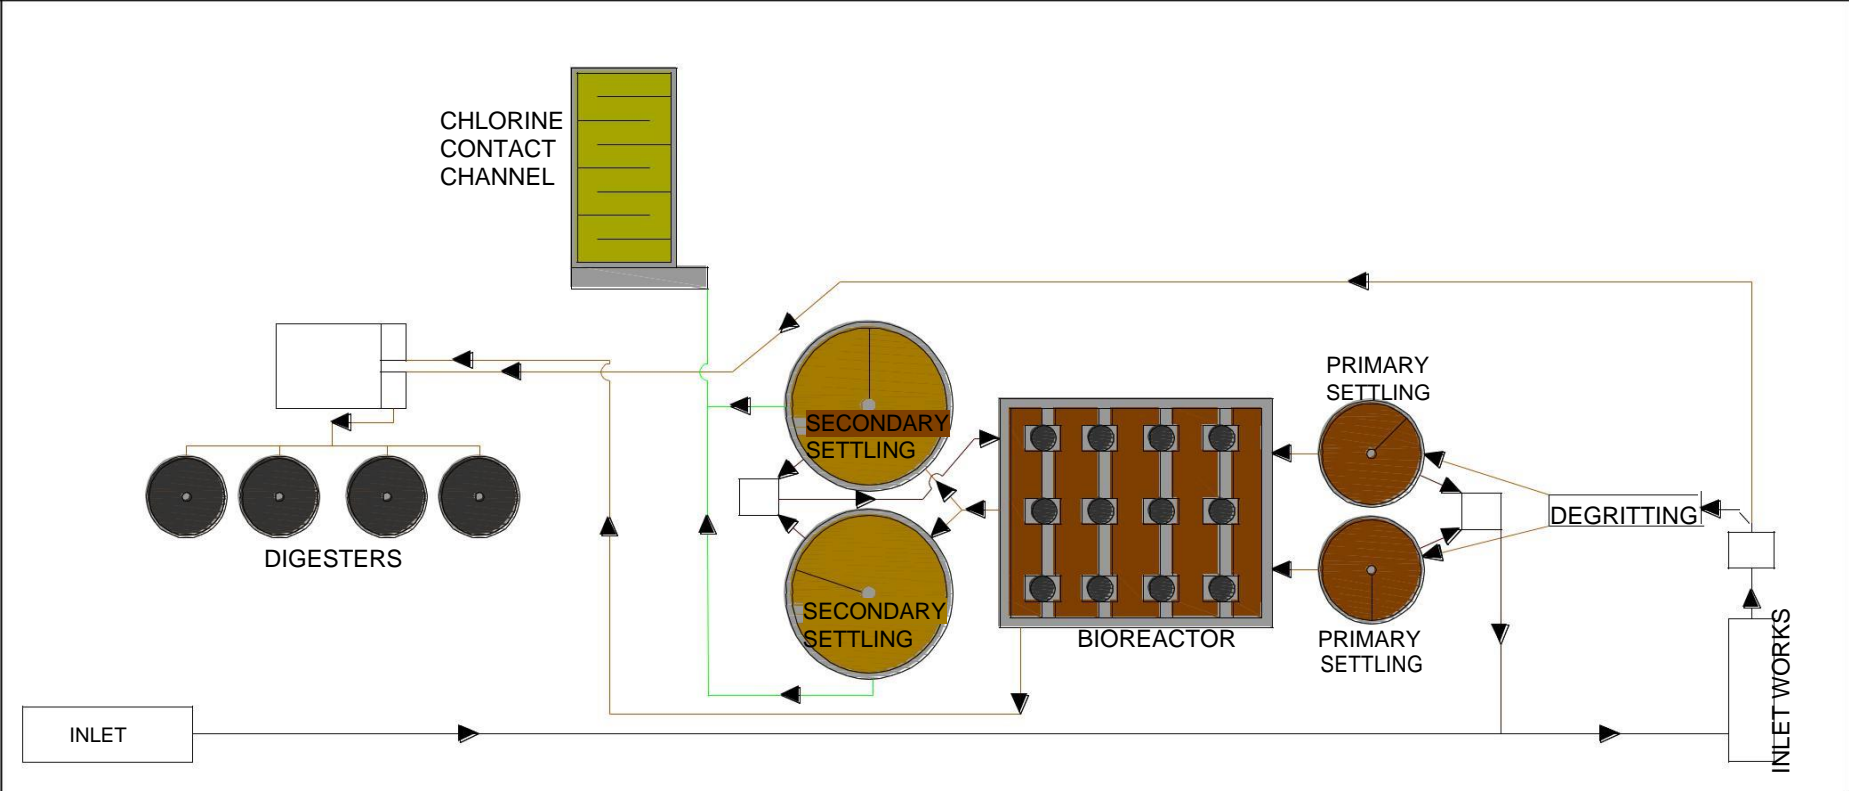 CHLORINE
CONTACT
CHANNEL
PRIMARY
SETTLING
SECONDARY
SETTLING
DEGRITTING
DIGESTERS
SECONDARY
SETTLING
BIOREACTOR
PRIMARY
SETTLING
INLET WORKS
INLET